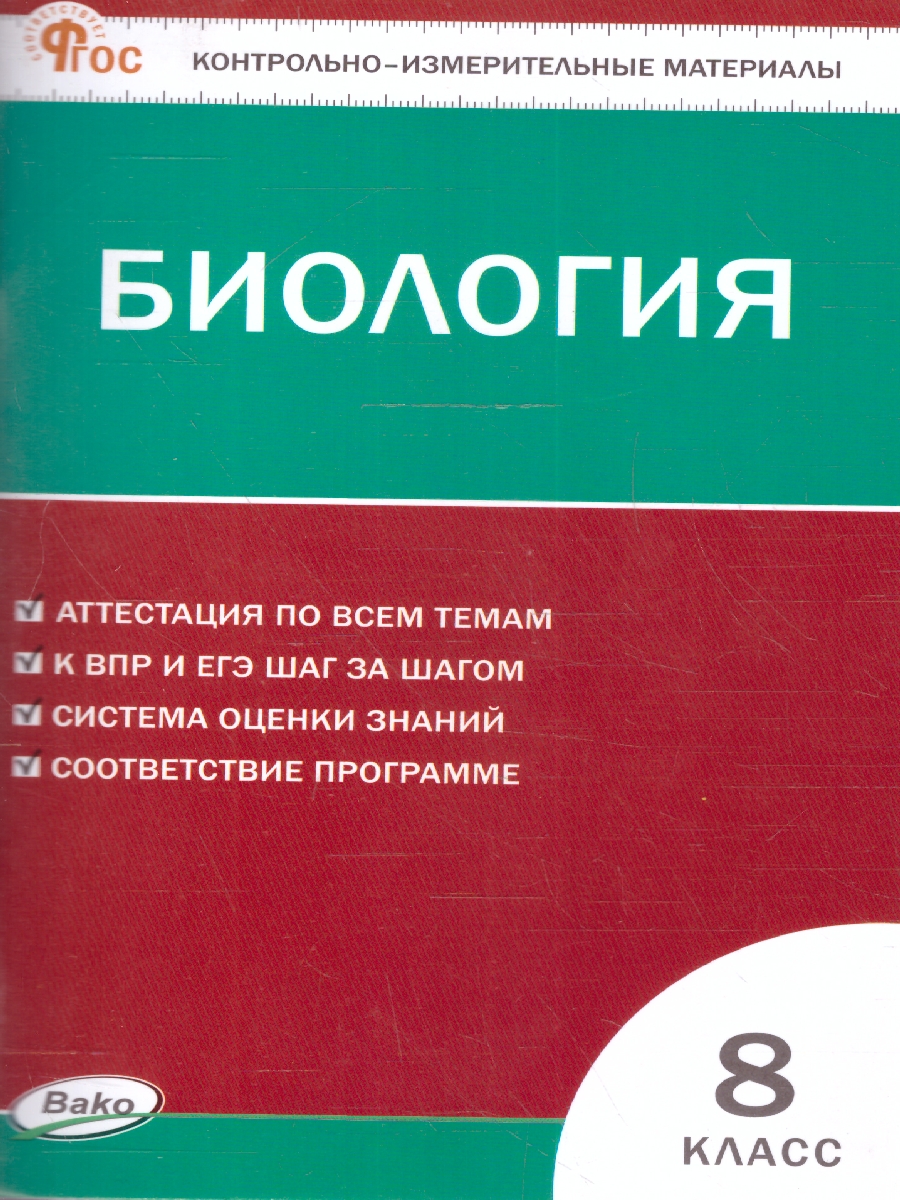 СООТВЕТСТВУЕТ
ФГОС
КОНТРОЛЬНО-ИЗМЕРИТЕЛЬНЫЕ МАТЕРИАЛЫ
БИОЛОГИЯ
АТТЕСТАЦИЯ ПО ВСЕМ ТЕМАМ
К ВПР И ЕГЭ ШАГ ЗА ШАГОМ
СИСТЕМА ОЦЕНКИ ЗНАНИЙ
СООТВЕТСТВИЕ ПРОГРАММЕ
8
КЛАСС
Вако